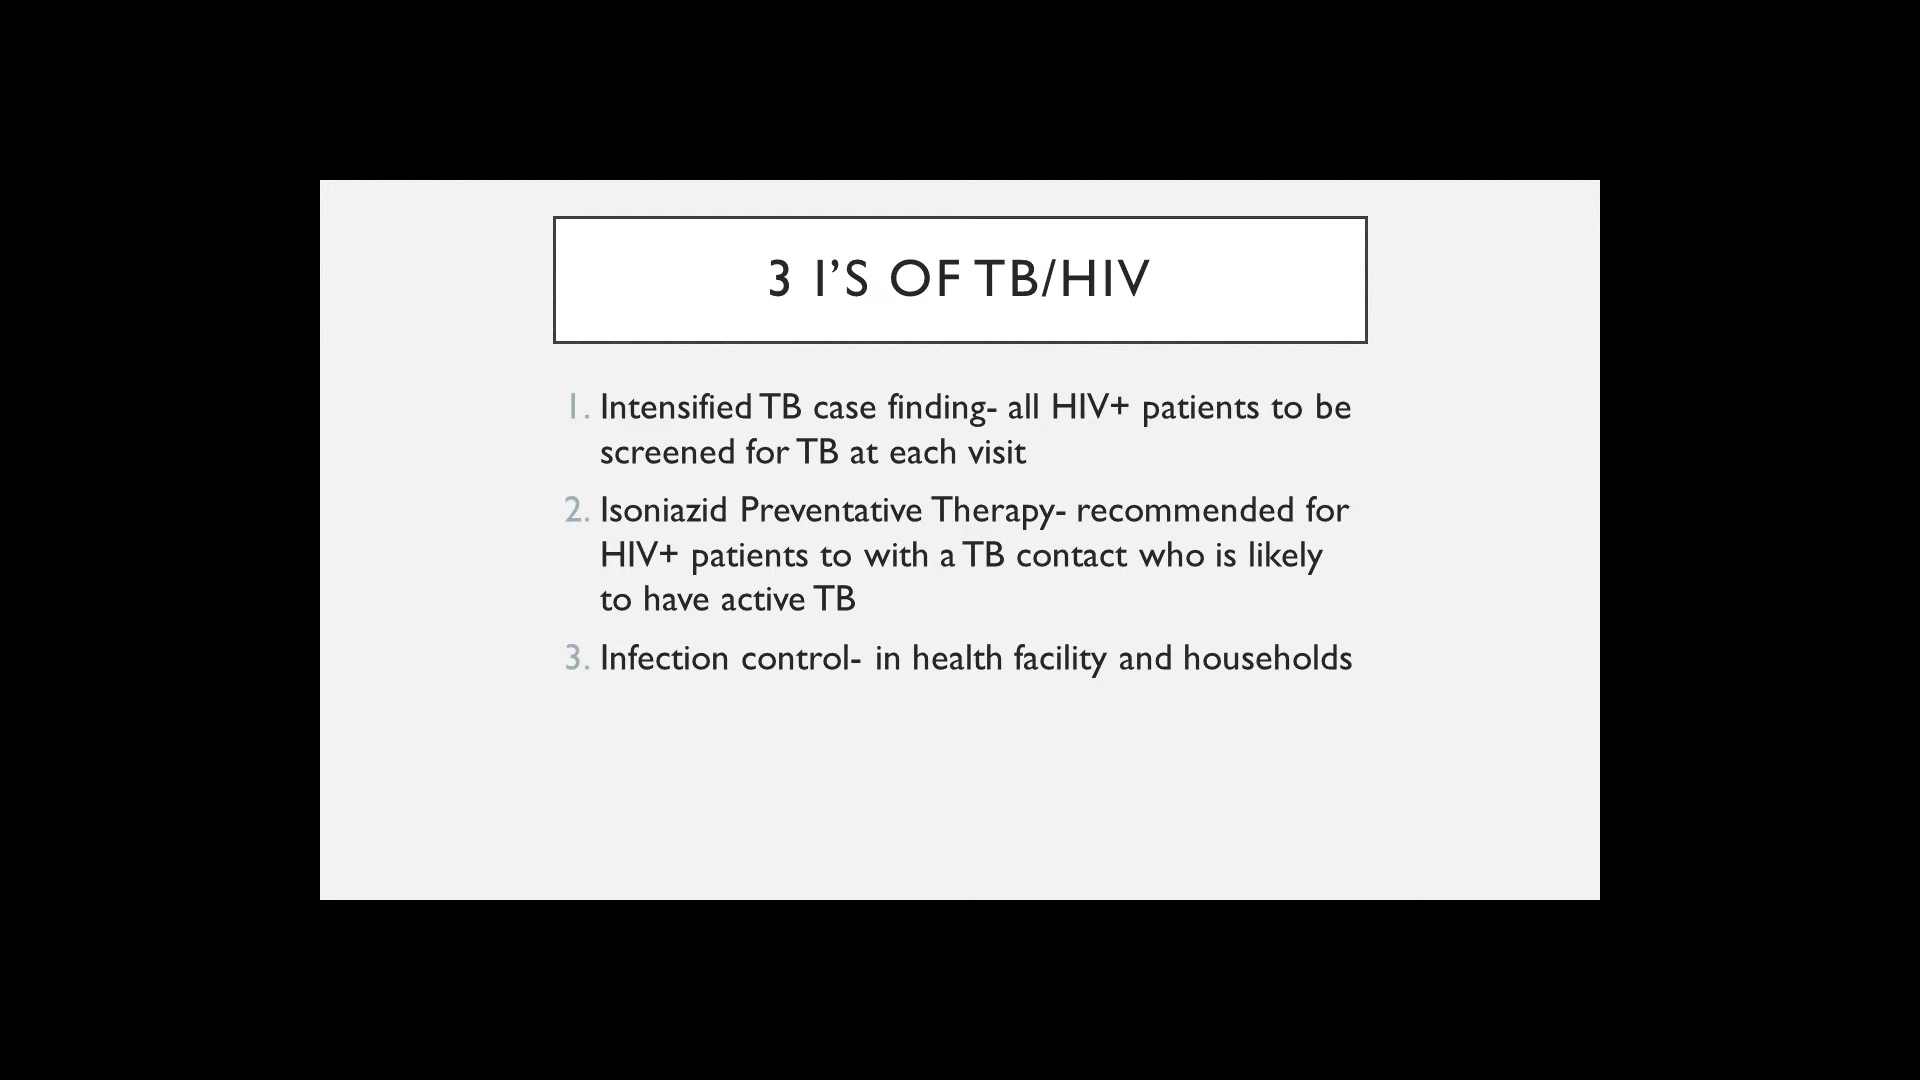 3 I’S OF TB/HIV
1. Intensified TB case finding- all HIV+ patients to be
screened for TB at each visit
2. Isoniazid Preventative Therapy- recommended for
HIV+ patients to with a TB contact who is likely
to have active TB
3. Infection control- in health facility and households